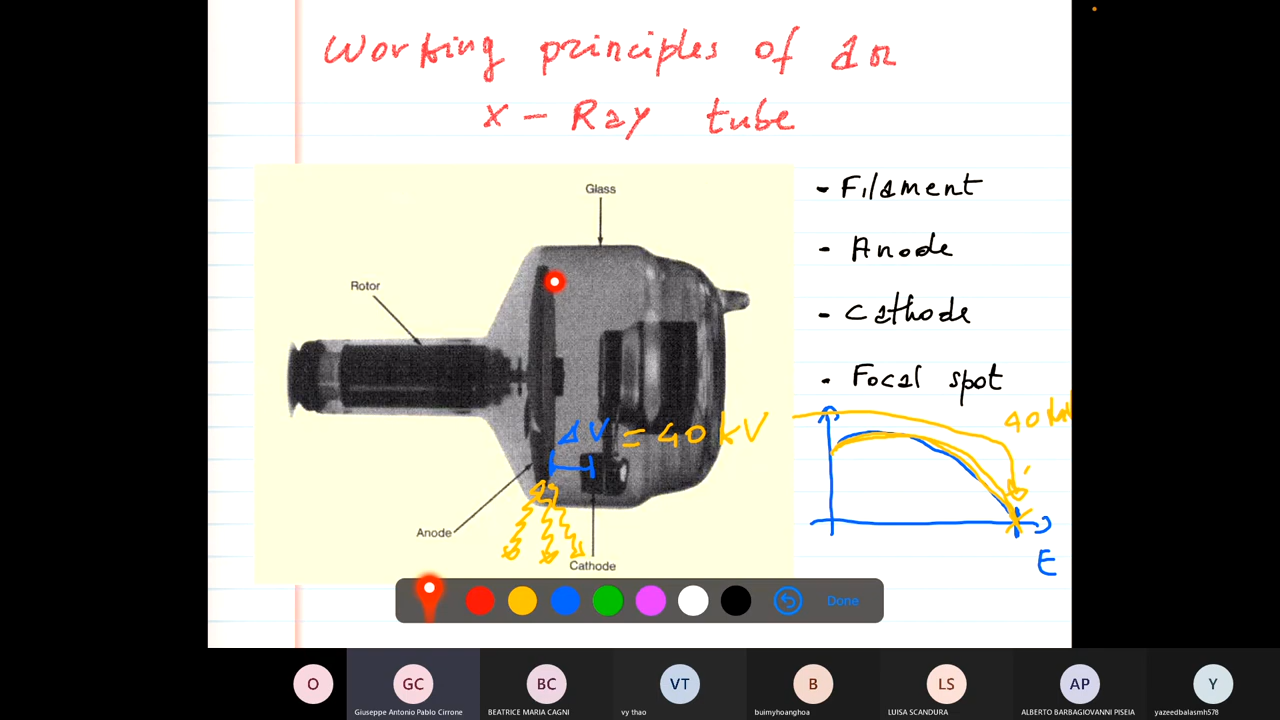 Working principles of an
X-Ray tube
Glass
Rotor
Anode
Cathode
ΔV = 40 kV
- Filament
- Anode
- Cathode
- Focal spot
E
Done
O
GC
BC
VT
B
LS
AP
Y
Giuseppe Antonio Pablo Cirrone
BEATRICE MARIA CAGNI
vy thao
buimyhoanghoa
LUISA SCANDURA
ALBERTO BARBAGIOVANNI PISEIA
yazeedbalasmh578